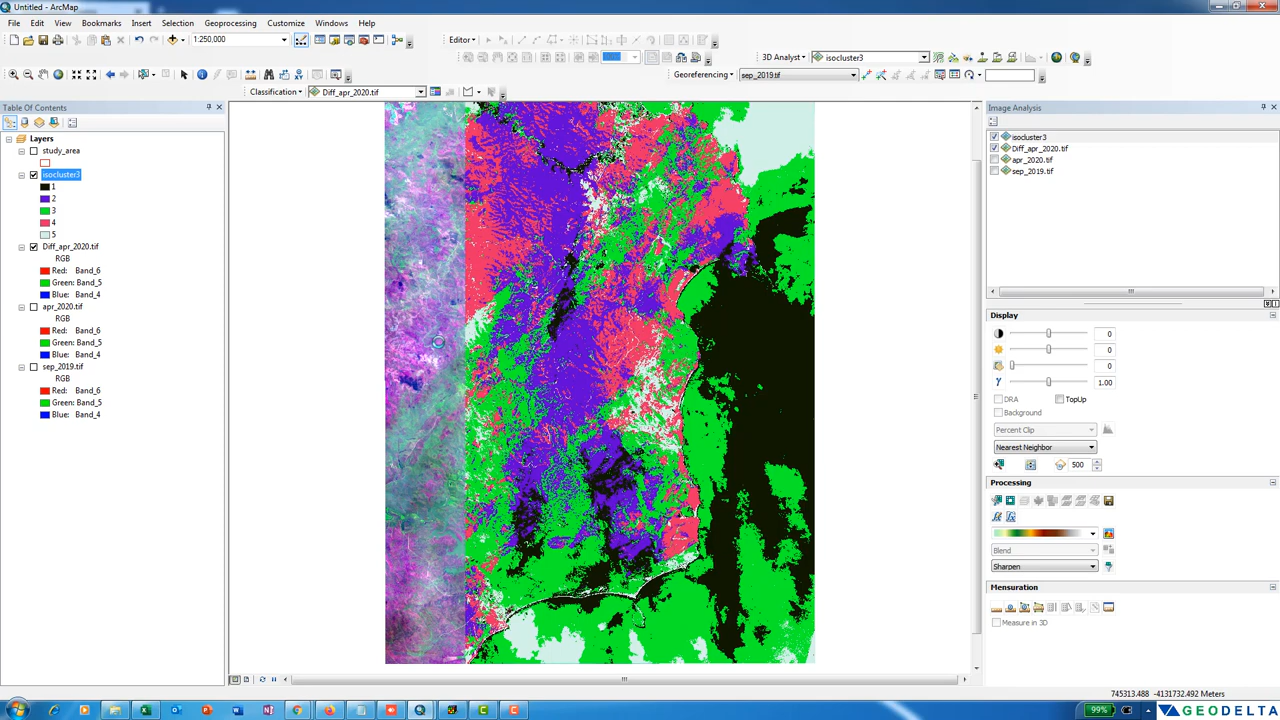 Untitled - ArcMap
File Edit View Bookmarks Insert Selection Geoprocessing Customize Windows Help
1:250,000
Editor
3D Analyst isocluster3
Georeferencing sep_2019.tif
Classification Diff_apr_2020.tif
Table Of Contents
Layers
study_area
isocluster3
1
2
3
4
5
Diff_apr_2020.tif
RGB
Red: Band_6
Green: Band_5
Blue: Band_4
apr_2020.tif
RGB
Red: Band_6
Green: Band_5
Blue: Band_4
sep_2019.tif
RGB
Red: Band_6
Green: Band_5
Blue: Band_4
Image Analysis
isocluster3
Diff_apr_2020.tif
apr_2020.tif
sep_2019.tif
Display
0
0
0
1.00
DRA TopUp
Background
Percent Clip
Nearest Neighbor
500
Processing
Blend
Sharpen
Mensuration
Measure in 3D
745313.488 -4131732.492 Meters
99%
GEODELTA